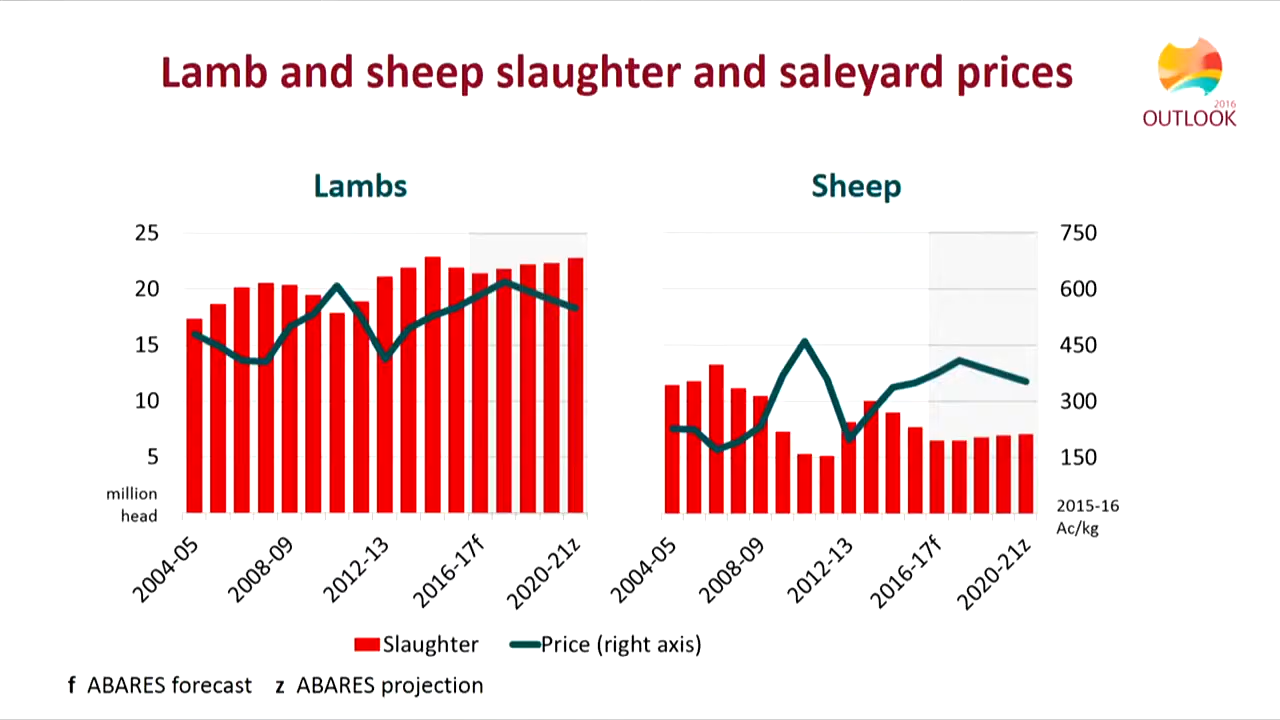 Lamb and sheep slaughter and saleyard prices
2016
OUTLOOK
Lambs
Sheep
25
20
15
10
5
million
head
750
600
450
300
150
2015-16
Ac/kg
2004-05
2008-09
2012-13
2016-17f
2020-21z
2004-05
2008-09
2012-13
2016-17f
2020-21z
Slaughter
Price (right axis)
f ABARES forecast z ABARES projection